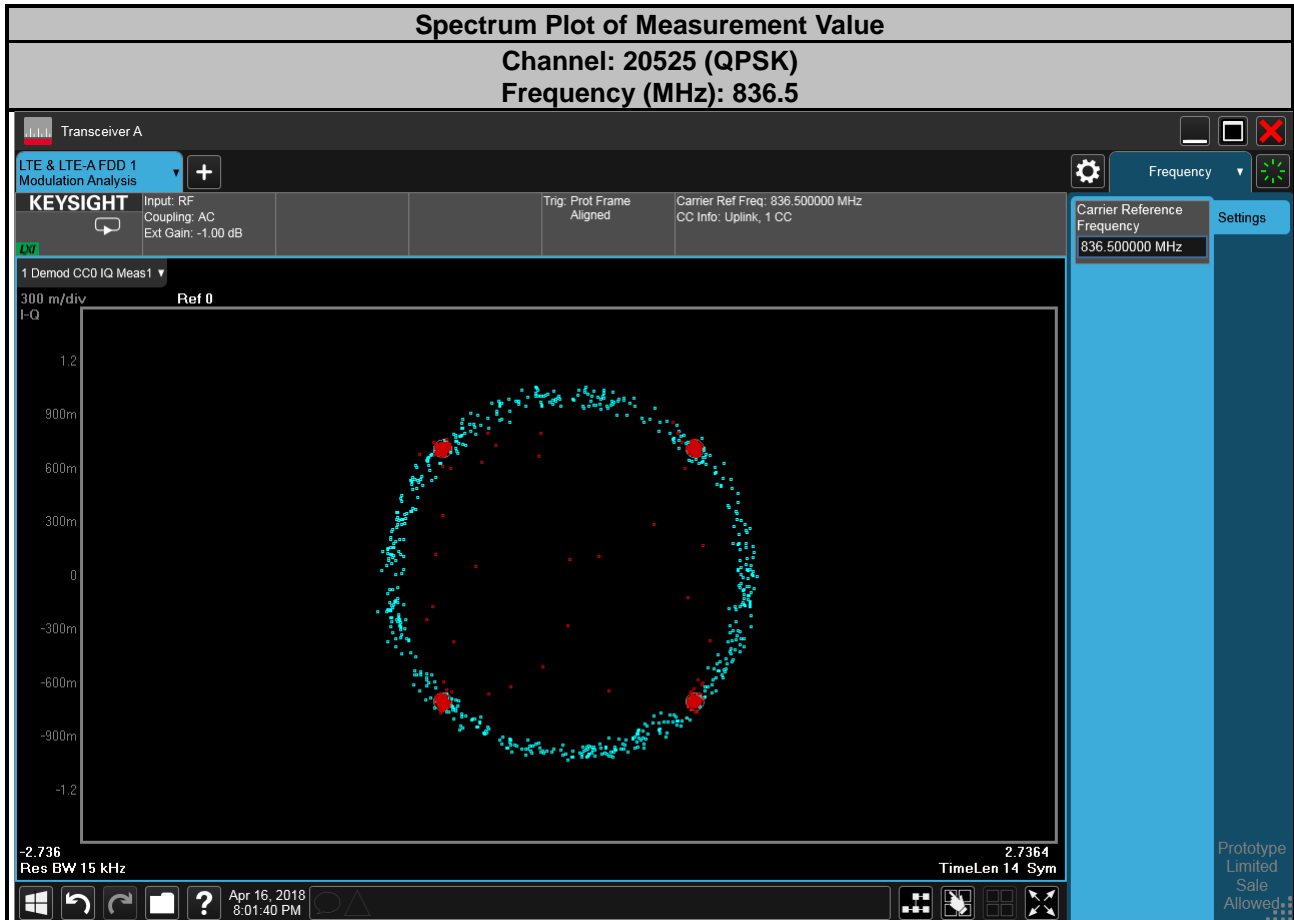 Spectrum Plot of Measurement Value
Channel: 20525 (QPSK)
Frequency (MHz): 836.5
Transceiver A
LTE & LTE-A FDD 1
Modulation Analysis
+
Frequency
KEYSIGHT
LXI
Input: RF
Coupling: AC
Ext Gain: -1.00 dB
Trig: Prot Frame
Aligned
Carrier Ref Freq: 836.500000 MHz
CC Info: Uplink, 1 CC
Carrier Reference
Frequency
836.500000 MHz
Settings
1 Demod CC0 IQ Meas1
300 m/div
Ref 0
I-Q
1.2
900m
600m
300m
0
-300m
-600m
-900m
-1.2
-2.736
2.7364
Res BW 15 kHz
TimeLen 14 Sym
Prototype
Limited
Sale
Allowed
?
Apr 16, 2018
8:01:40 PM